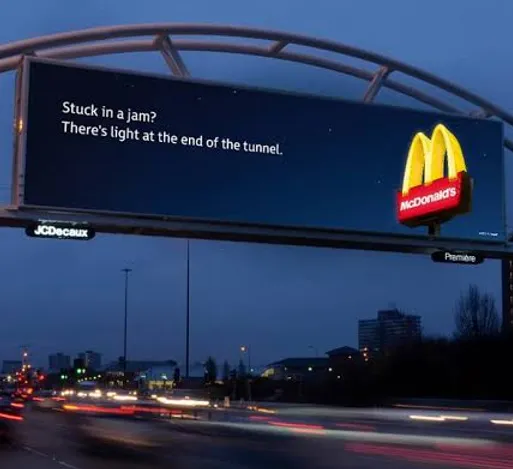 Stuck in a jam?
There's light at the end of the tunnel.
McDonald's
JCDecaux
Première